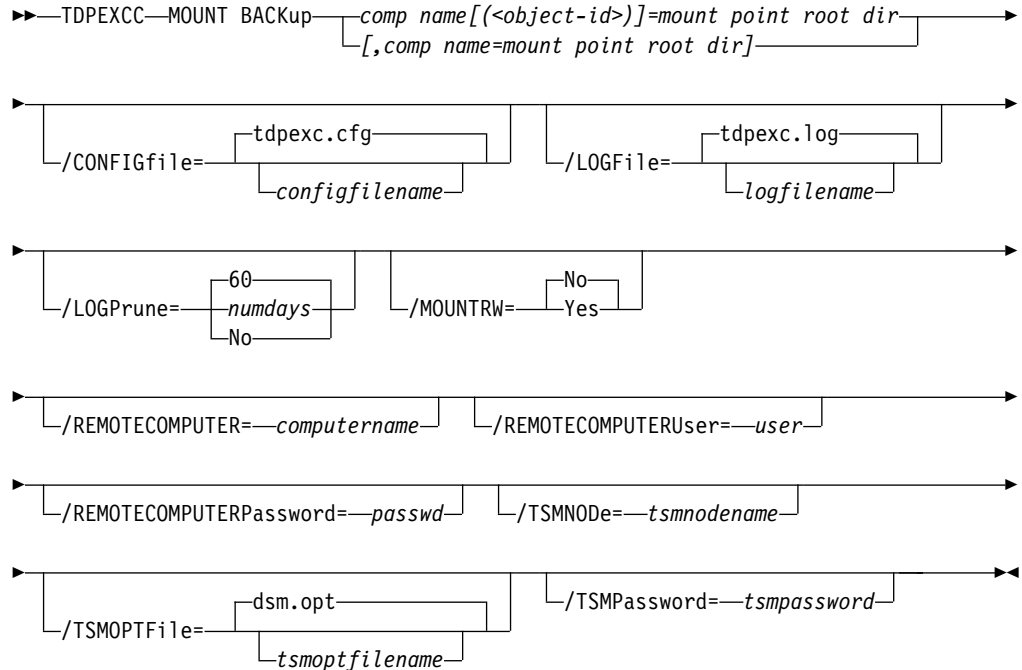 TDPEXCC MOUNT BACKup comp name[(<object-id>)]=mount point root dir
[,comp name=mount point root dir]
/CONFIGfile= tdpexc.cfg
configfilename
/LOGFile= tdpexc.log
logfilename
/LOGPrune= 60
numdays
No
/MOUNTRW= No
Yes
/REMOTECOMPUTER= computername
/REMOTECOMPUTERUser= user
/REMOTECOMPUTERPassword= passwd
/TSMNODe= tsmnodename
/TSMOPTFile= dsm.opt
tsmoptfilename
/TSMPassword= tsmpassword